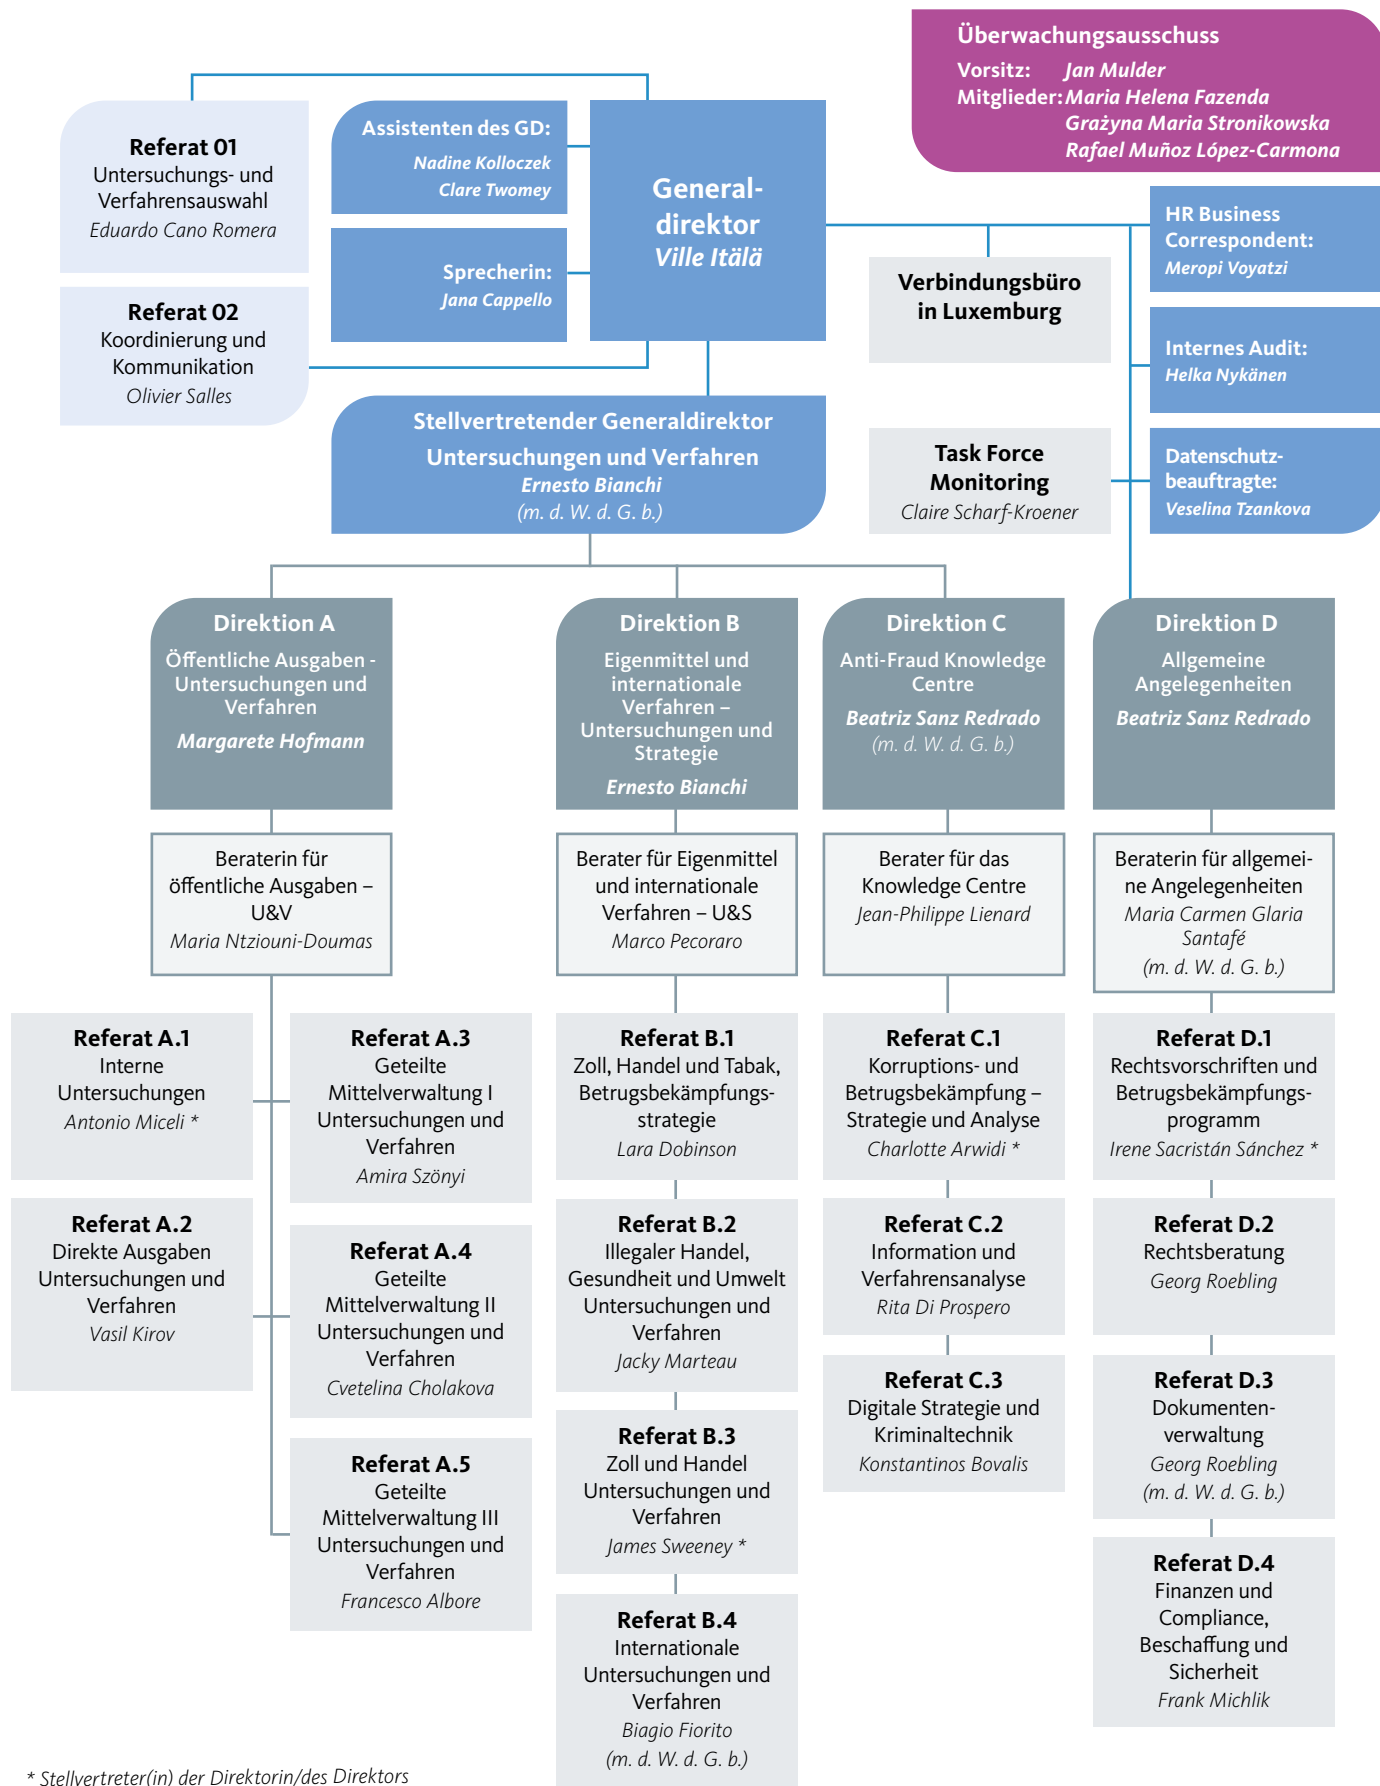 Überwachungsausschuss
Vorsitz: Jan Mulder
Mitglieder: Maria Helena Fazenda
Grażyna Maria Stronikowska
Rafael Muñoz López-Carmona
Referat 01
Untersuchungs- und
Verfahrensauswahl
Eduardo Cano Romera
Referat 02
Koordinierung und
Kommunikation
Olivier Salles
Assistenten des GD:
Nadine Kolloczek
Clare Twomey
Sprecherin:
Jana Cappello
General-
direktor
Ville Itälä
Verbindungsbüro
in Luxemburg
HR Business
Correspondent:
Meropi Voyatzi
Internes Audit:
Helka Nykänen
Task Force
Monitoring
Claire Scharf-Kroener
Datenschutz-
beauftragte:
Veselina Tzankova
Stellvertretender Generaldirektor
Untersuchungen und Verfahren
Ernesto Bianchi
(m. d. W. d. G. b.)
Direktion A
Öffentliche Ausgaben -
Untersuchungen und
Verfahren
Margarete Hofmann
Beraterin für
öffentliche Ausgaben –
U&V
Maria Ntziouni-Doumas
Referat A.1
Interne
Untersuchungen
Antonio Miceli *
Referat A.2
Direkte Ausgaben
Untersuchungen und
Verfahren
Vasil Kirov
Referat A.3
Geteilte
Mittelverwaltung I
Untersuchungen und
Verfahren
Amira Szönyi
Referat A.4
Geteilte
Mittelverwaltung II
Untersuchungen und
Verfahren
Cvetelina Cholakova
Referat A.5
Geteilte
Mittelverwaltung III
Untersuchungen und
Verfahren
Francesco Albore
Direktion B
Eigenmittel und
internationale
Verfahren –
Untersuchungen und
Strategie
Ernesto Bianchi
Berater für Eigenmittel
und internationale
Verfahren – U&S
Marco Pecoraro
Referat B.1
Zoll, Handel und Tabak,
Betrugsbekämpfungs-
strategie
Lara Dobinson
Referat B.2
Illegaler Handel,
Gesundheit und Umwelt
Untersuchungen und
Verfahren
Jacky Marteau
Referat B.3
Zoll und Handel
Untersuchungen und
Verfahren
James Sweeney *
Referat B.4
Internationale
Untersuchungen und
Verfahren
Biagio Fiorito
(m. d. W. d. G. b.)
Direktion C
Anti-Fraud Knowledge
Centre
Beatriz Sanz Redrado
(m. d. W. d. G. b.)
Berater für das
Knowledge Centre
Jean-Philippe Lienard
Referat C.1
Korruptions- und
Betrugsbekämpfung –
Strategie und Analyse
Charlotte Arwidi *
Referat C.2
Information und
Verfahrensanalyse
Rita Di Prospero
Referat C.3
Digitale Strategie und
Kriminaltechnik
Konstantinos Bovalis
Direktion D
Allgemeine
Angelegenheiten
Beatriz Sanz Redrado
Beraterin für allgemei-
ne Angelegenheiten
Maria Carmen Glaria
Santafé
(m. d. W. d. G. b.)
Referat D.1
Rechtsvorschriften und
Betrugsbekämpfungs-
programm
Irene Sacristán Sánchez *
Referat D.2
Rechtsberatung
Georg Roebling
Referat D.3
Dokumenten-
verwaltung
Georg Roebling
(m. d. W. d. G. b.)
Referat D.4
Finanzen und
Compliance,
Beschaffung und
Sicherheit
Frank Michlik
* Stellvertreter(in) der Direktorin/des Direktors